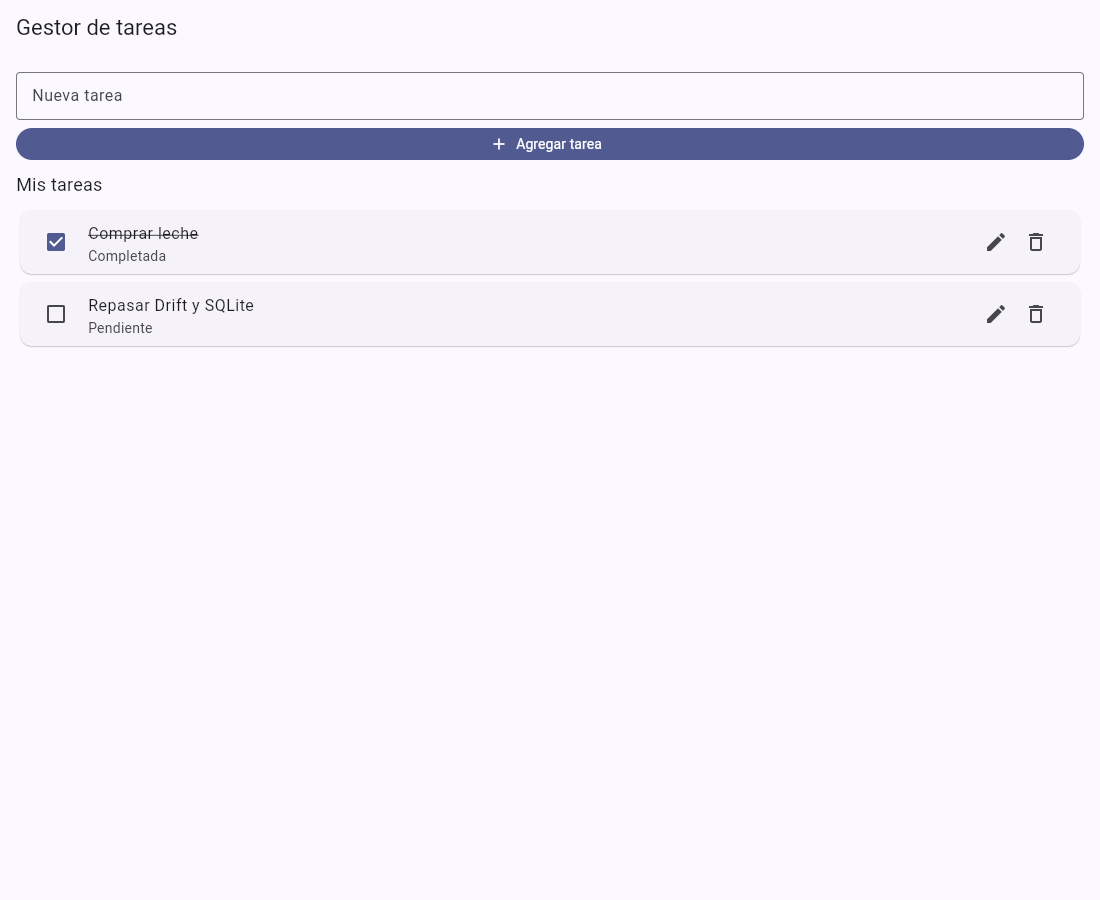 Gestor de tareas
Nueva tarea
Agregar tarea
Mis tareas
Comprar leche
Completada
Repasar Drift y SQLite
Pendiente